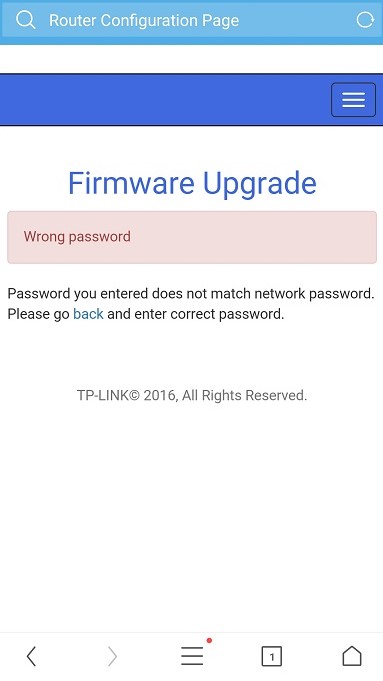 Router Configuration Page
Firmware Upgrade
Wrong password
Password you entered does not match network password.
Please go back and enter correct password.
TP-LINK© 2016, All Rights Reserved.
1